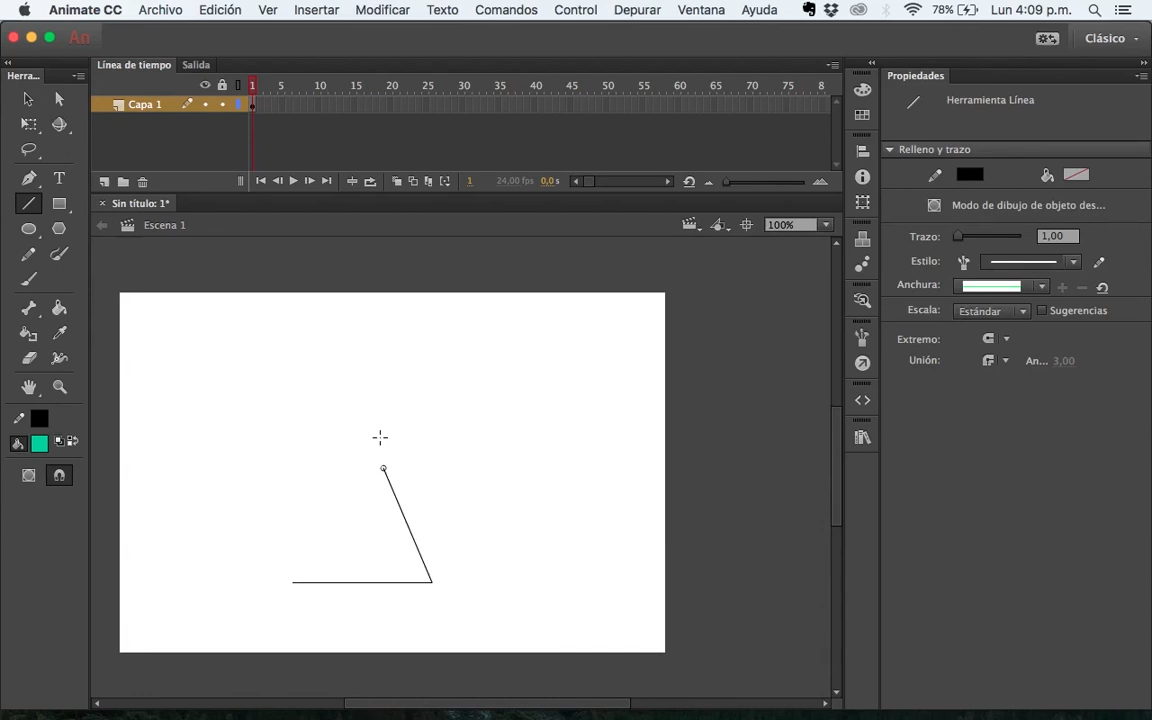 Animate CC Archivo Edición Ver Insertar Modificar Texto Comandos Control Depurar Ventana Ayuda 78% Lun 4:09 p.m.
An Clásico
Herra... Línea de tiempo Salida Propiedades
1 5 10 15 20 25 30 35 40 45 50 55 60 65 70 75 8
Capa 1
Herramienta Línea
Relleno y trazo
T
1 24,00 fps 0,0 s
Sin título: 1*
Modo de dibujo de objeto des...
Escena 1 100%
Trazo: 1,00
Estilo:
Anchura:
Escala: Estándar Sugerencias
Extremo:
Unión: An... 3,00